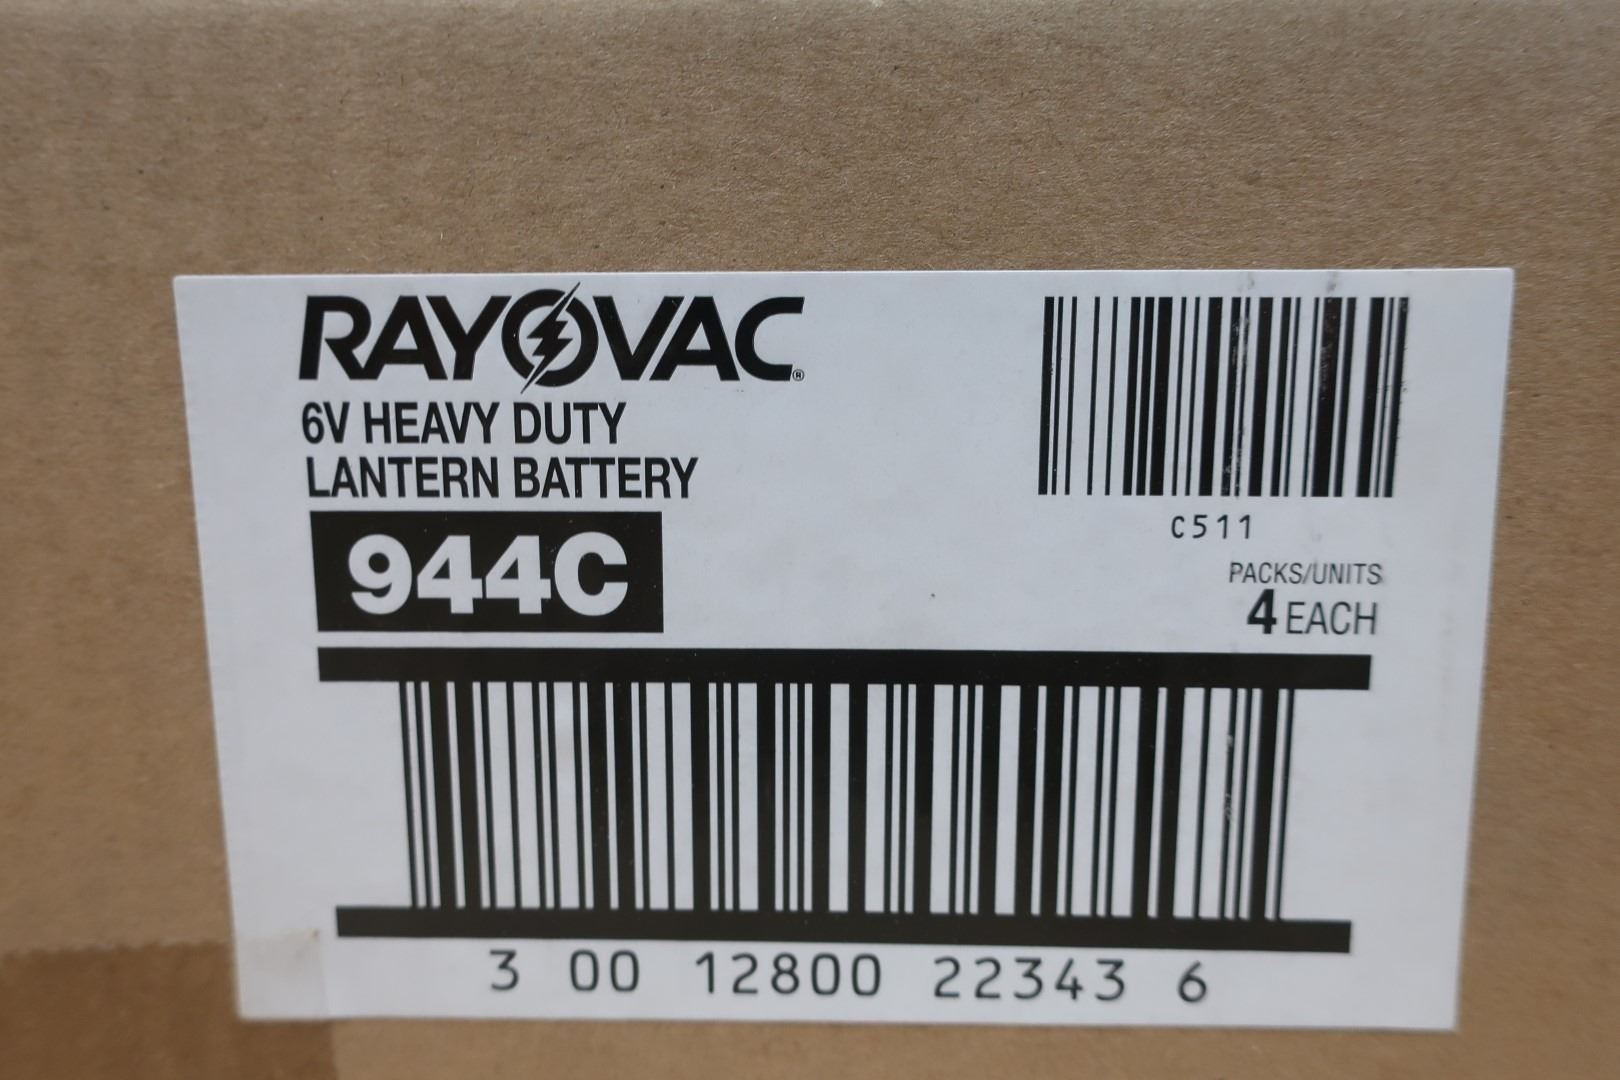 RAYOVAC®
6V HEAVY DUTY
LANTERN BATTERY
944C
C511
PACKS/UNITS
4 EACH
3 00 12800 22343 6